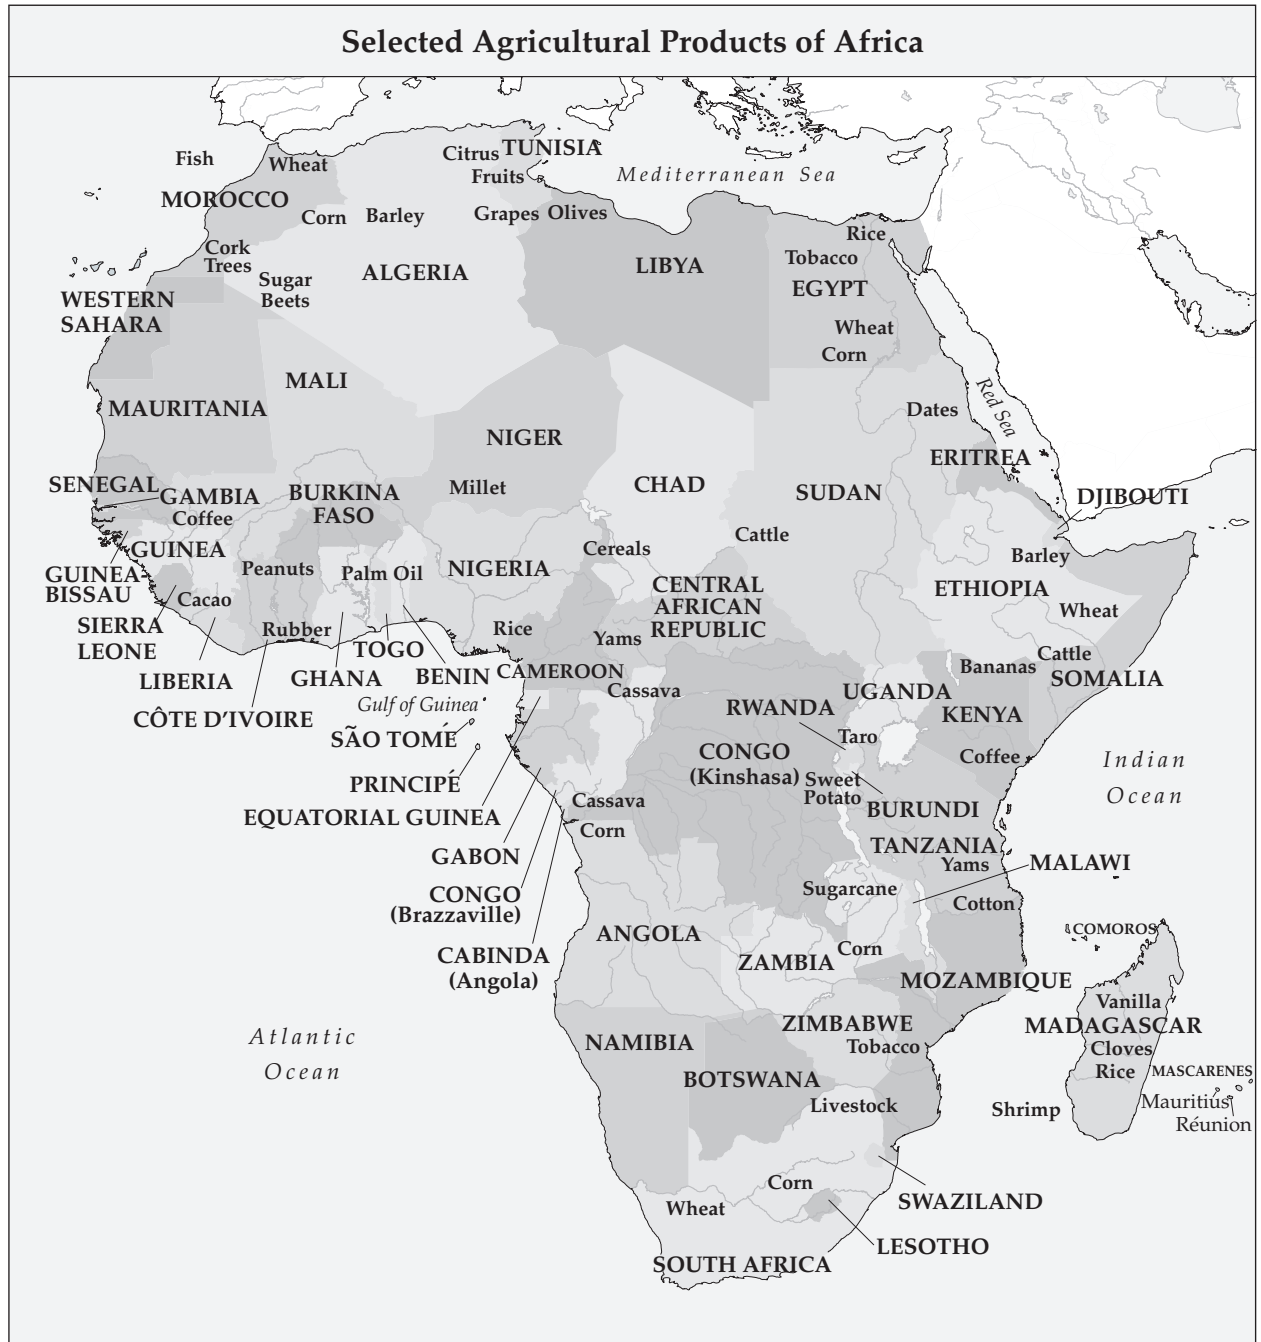 Selected Agricultural Products of Africa
Fish
Wheat
Citrus
Fruits
TUNISIA
Mediterranean Sea
MOROCCO
Corn
Barley
Grapes
Olives
Cork
Trees
Sugar
Beets
ALGERIA
LIBYA
Rice
Tobacco
EGYPT
Wheat
Corn
WESTERN
SAHARA
MALI
MAURITANIA
NIGER
Millet
CHAD
SUDAN
Dates
Red Sea
ERITREA
DJIBOUTI
SENEGAL
GAMBIA
Coffee
BURKINA
FASO
GUINEA
GUINEA-
BISSAU
Peanuts
Palm Oil
NIGERIA
Cereals
Cattle
Barley
ETHIOPIA
Wheat
CENTRAL
AFRICAN
REPUBLIC
Cacao
SIERRA
LEONE
Rubber
TOGO
Rice
Yams
LIBERIA
GHANA
BENIN
CAMEROON
Cassava
Bananas
Cattle
SOMALIA
CÔTE D'IVOIRE
Gulf of Guinea
SÃO TOMÉ
PRINCIPÉ
EQUATORIAL GUINEA
GABON
CONGO
(Brazzaville)
CABINDA
(Angola)
RWANDA
UGANDA
KENYA
Taro
CONGO
(Kinshasa)
Sweet
Potato
Coffee
BURUNDI
Indian
Ocean
Cassava
Corn
TANZANIA
Yams
MALAWI
Sugarcane
Cotton
COMOROS
ANGOLA
ZAMBIA
Corn
MOZAMBIQUE
Vanilla
MADAGASCAR
Cloves
Rice
MASCARENES
Mauritius
Réunion
Atlantic
Ocean
NAMIBIA
ZIMBABWE
Tobacco
BOTSWANA
Livestock
Shrimp
Corn
Wheat
SWAZILAND
LESOTHO
SOUTH AFRICA